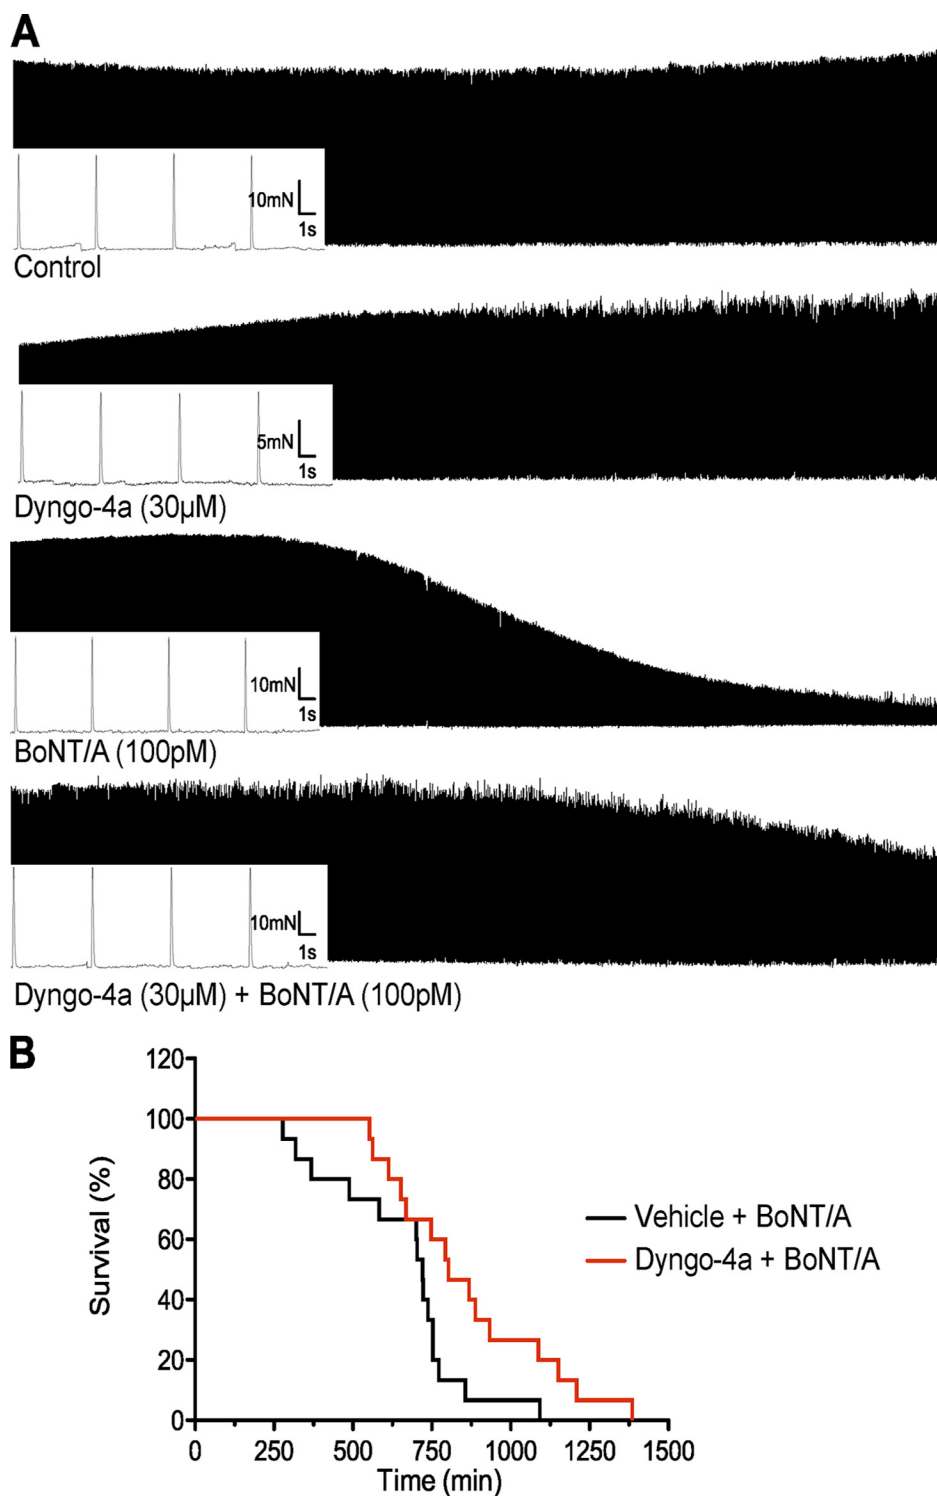 A
10mN
1s
Control
5mN
1s
Dyngo-4a (30µM)
10mN
1s
BoNT/A (100pM)
10mN
1s
Dyngo-4a (30µM) + BoNT/A (100pM)
B
120
100
80
60
40
20
0
Survival (%)
Vehicle + BoNT/A
Dyngo-4a + BoNT/A
0 250 500 750 1000 1250 1500
Time (min)